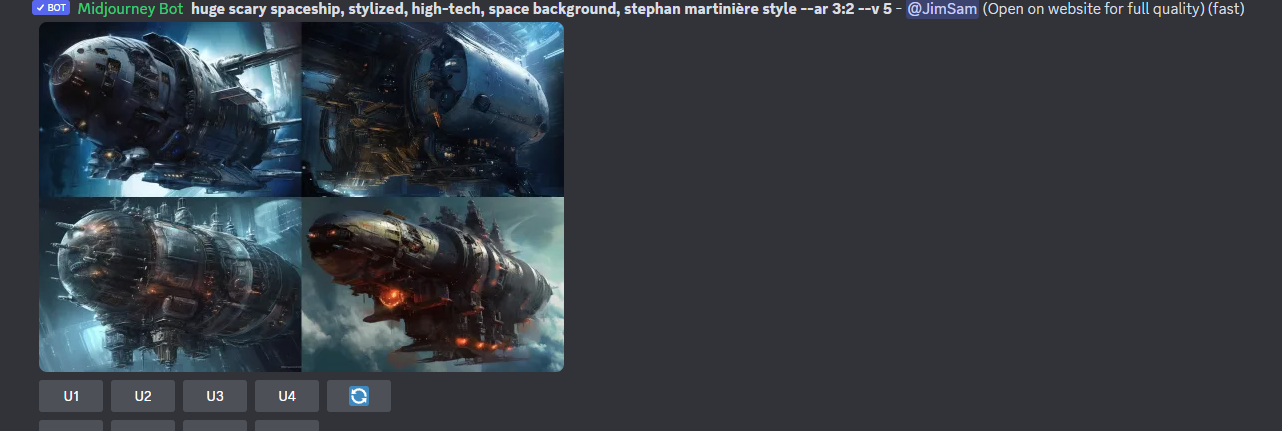 ✓ BOT Midjourney Bot huge scary spaceship, stylized, high-tech, space background, stephan martinière style --ar 3:2 --v 5 - @JimSam (Open on website for full quality) (fast)
U1 U2 U3 U4